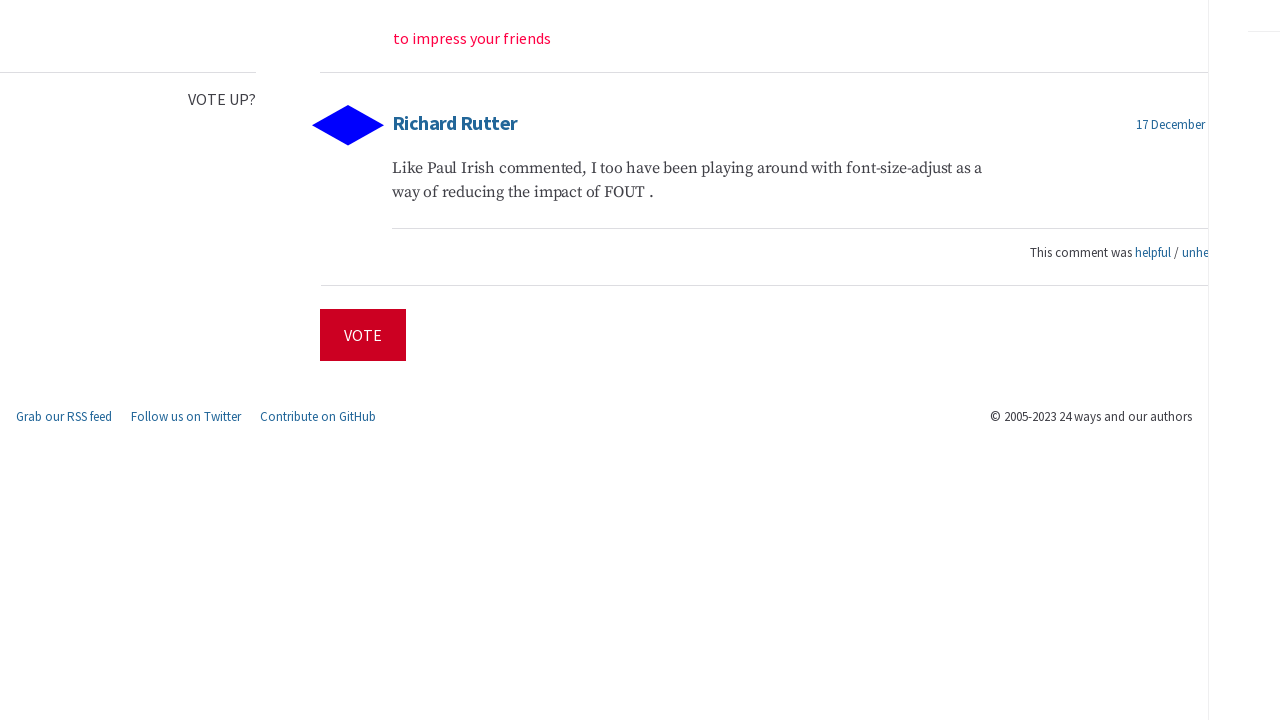 to impress your friends
VOTE UP?
Richard Rutter
17 December
Like Paul Irish commented, I too have been playing around with font-size-adjust as a
way of reducing the impact of FOUT .
This comment was helpful / unhe
VOTE
Grab our RSS feed Follow us on Twitter Contribute on GitHub © 2005-2023 24 ways and our authors